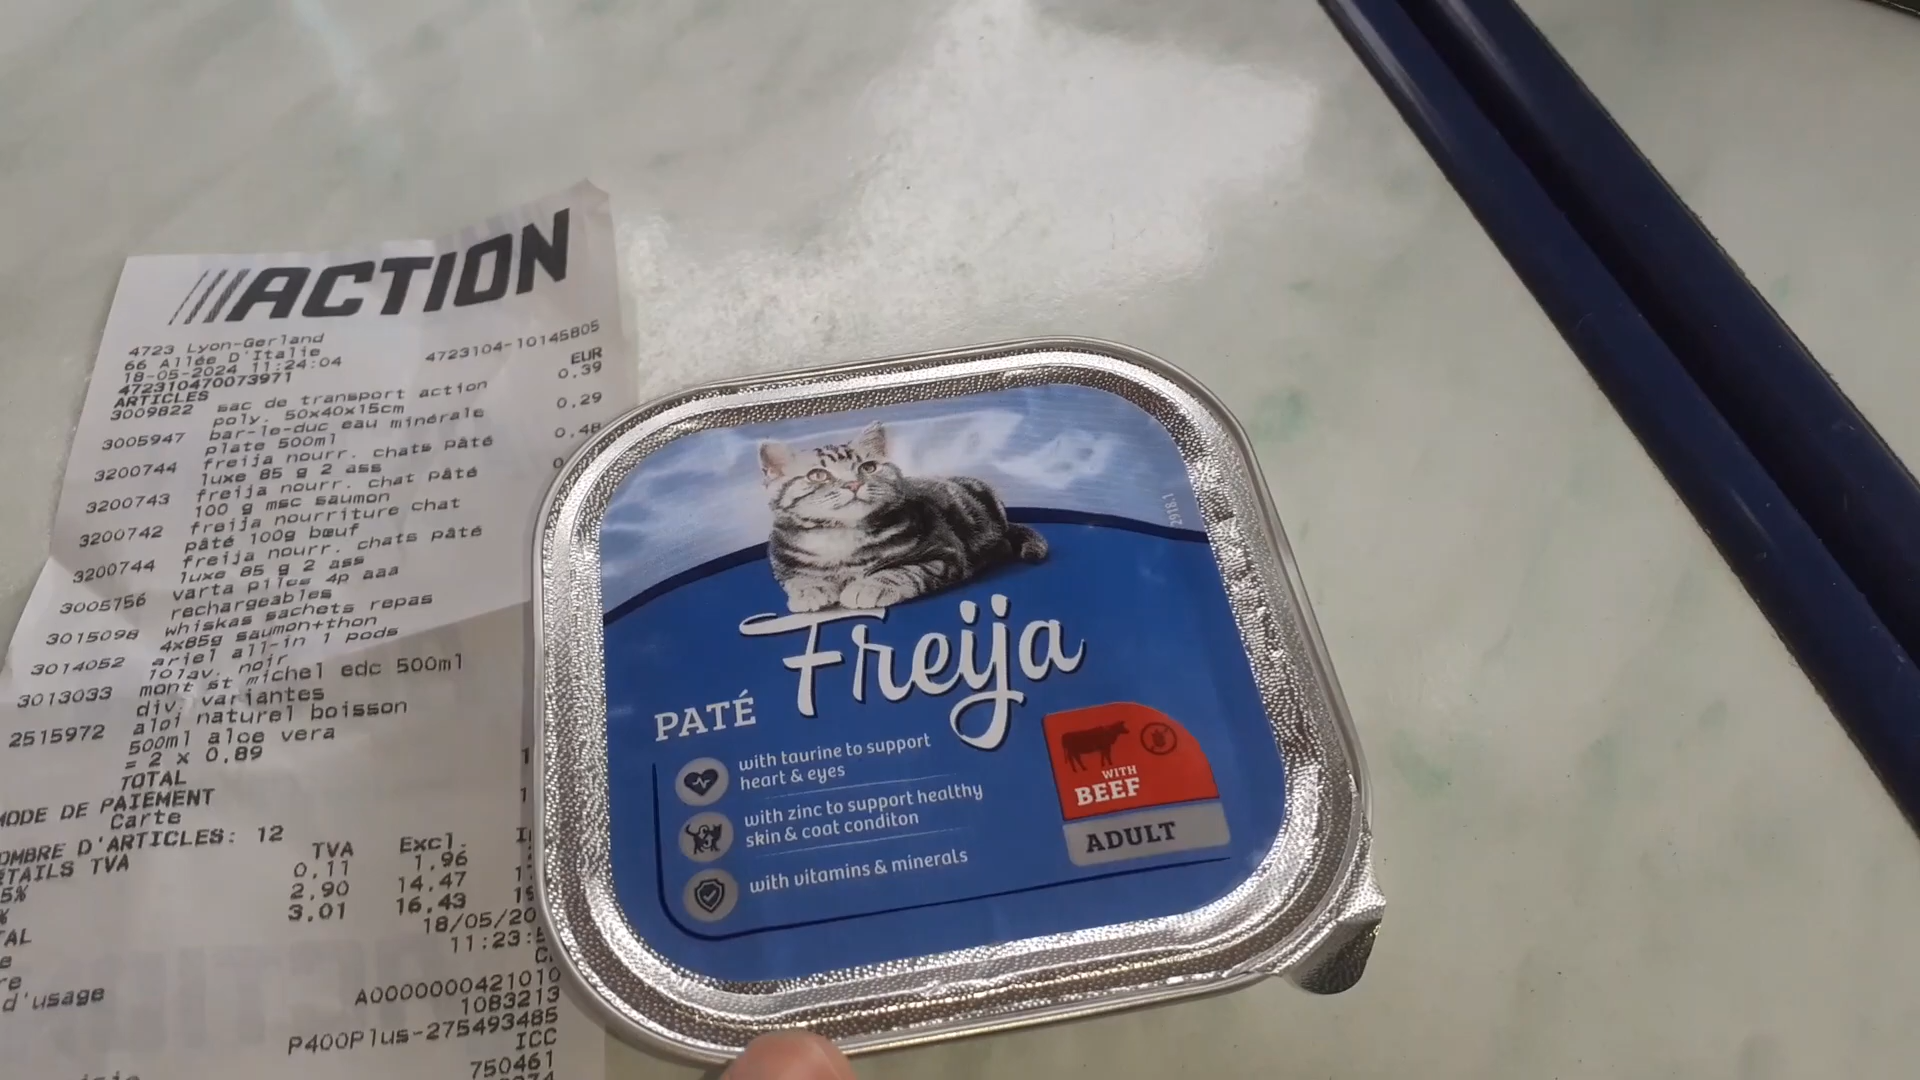 ///ACTION
4723 Lyon-Gerland
66 Allée D'Italie
18-05-2024 11:24:04 4723104-10145805
472310470073971 EUR
ARTICLES
3009822 sac de transport action 0.39
poly. 50x40x15cm
3005947 bar-le-duc eau minérale 0.29
plate 500ml
3200744 freija nourr. chats pâté 0.48
luxe 85 g 2 ass
3200743 freija nourr. chat pâté
100 g msc saumon
3200742 freija nourriture chat
pâté 100g bœuf
3200744 freija nourr. chats pâté
luxe 85 g 2 ass
3005756 varta piles 4p aaa
rechargeables
3015098 whiskas sachets repas
4x85g saumon+thon
3014052 ariel all-in 1 pods
10lav. noir
3013033 mont st michel edc 500ml
div. variantes
2515972 aloi naturel boisson
500ml aloe vera
= 2 x 0.89
TOTAL
MODE DE PAIEMENT
Carte
OMBRE D'ARTICLES: 12
ÉTAILS TVA TVA Excl.
5% 0.11 1.96
% 2.90 14.47
TAL 3.01 16.43
18/05/20
11:23:
d'usage
A0000000421010
1083213
P400Plus-275493485
ICC
750461
2918.1
Freija
PATÉ
with taurine to support
heart & eyes
with zinc to support healthy
skin & coat conditon
with vitamins & minerals
WITH
BEEF
ADULT